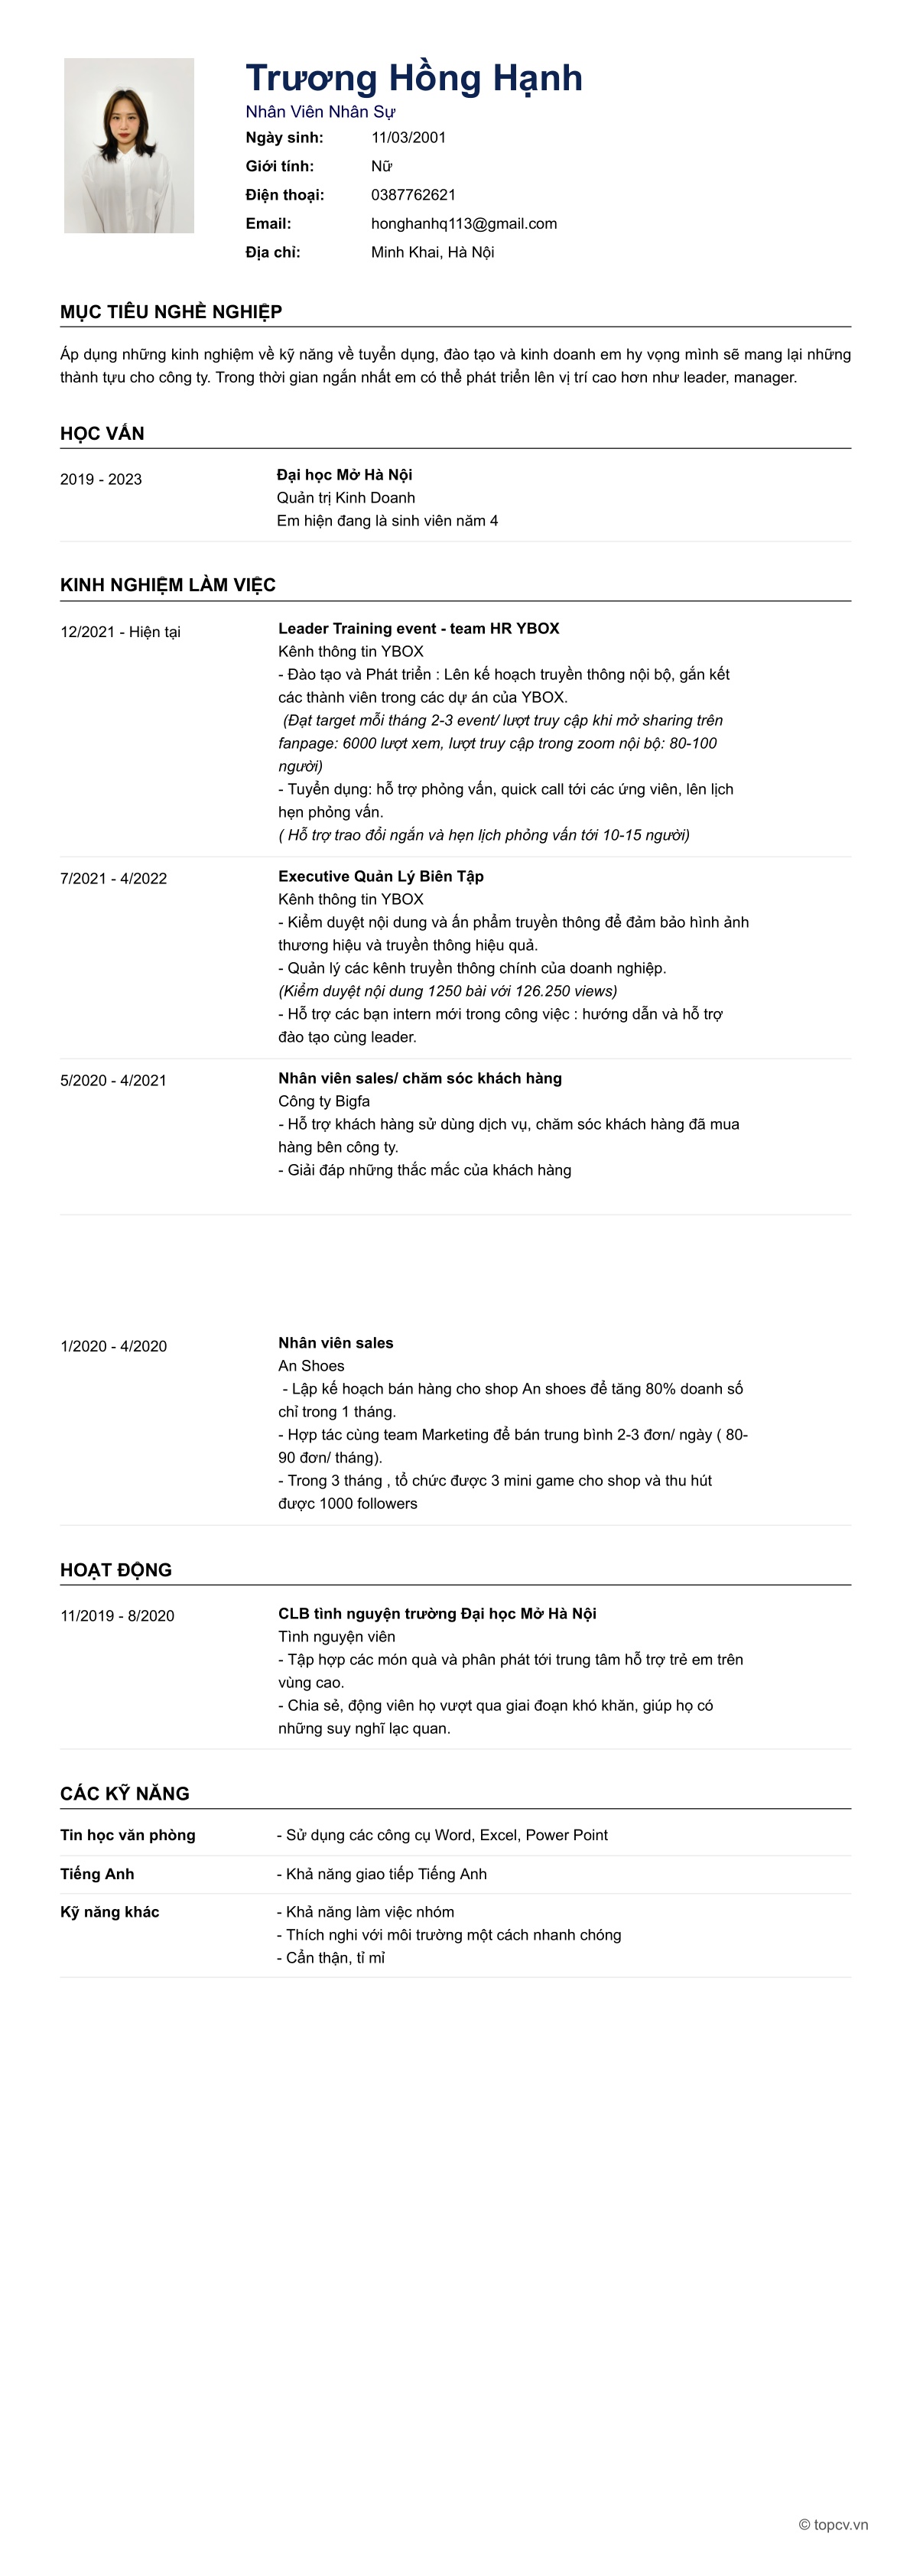 Trương Hồng Hạnh
Nhân Viên Nhân Sự
Ngày sinh: 11/03/2001
Giới tính: Nữ
Điện thoại: 0387762621
Email: honghanhq113@gmail.com
Địa chỉ: Minh Khai, Hà Nội
MỤC TIÊU NGHỀ NGHIỆP
Áp dụng những kinh nghiệm về kỹ năng về tuyển dụng, đào tạo và kinh doanh em hy vọng mình sẽ mang lại những
thành tựu cho công ty. Trong thời gian ngắn nhất em có thể phát triển lên vị trí cao hơn như leader, manager.
HỌC VẤN
2019 - 2023 Đại học Mở Hà Nội
Quản trị Kinh Doanh
Em hiện đang là sinh viên năm 4
KINH NGHIỆM LÀM VIỆC
12/2021 - Hiện tại Leader Training event - team HR YBOX
Kênh thông tin YBOX
- Đào tạo và Phát triển : Lên kế hoạch truyền thông nội bộ, gắn kết
các thành viên trong các dự án của YBOX.
(Đạt target mỗi tháng 2-3 event/ lượt truy cập khi mở sharing trên
fanpage: 6000 lượt xem, lượt truy cập trong zoom nội bộ: 80-100
người)
- Tuyển dụng: hỗ trợ phỏng vấn, quick call tới các ứng viên, lên lịch
hẹn phỏng vấn.
( Hỗ trợ trao đổi ngắn và hẹn lịch phỏng vấn tới 10-15 người)
7/2021 - 4/2022 Executive Quản Lý Biên Tập
Kênh thông tin YBOX
- Kiểm duyệt nội dung và ấn phẩm truyền thông để đảm bảo hình ảnh
thương hiệu và truyền thông hiệu quả.
- Quản lý các kênh truyền thông chính của doanh nghiệp.
(Kiểm duyệt nội dung 1250 bài với 126.250 views)
- Hỗ trợ các bạn intern mới trong công việc : hướng dẫn và hỗ trợ
đào tạo cùng leader.
5/2020 - 4/2021 Nhân viên sales/ chăm sóc khách hàng
Công ty Bigfa
- Hỗ trợ khách hàng sử dùng dịch vụ, chăm sóc khách hàng đã mua
hàng bên công ty.
- Giải đáp những thắc mắc của khách hàng
1/2020 - 4/2020 Nhân viên sales
An Shoes
- Lập kế hoạch bán hàng cho shop An shoes để tăng 80% doanh số
chỉ trong 1 tháng.
- Hợp tác cùng team Marketing để bán trung bình 2-3 đơn/ ngày ( 80-
90 đơn/ tháng).
- Trong 3 tháng , tổ chức được 3 mini game cho shop và thu hút
được 1000 followers
HOẠT ĐỘNG
11/2019 - 8/2020 CLB tình nguyện trường Đại học Mở Hà Nội
Tình nguyện viên
- Tập hợp các món quà và phân phát tới trung tâm hỗ trợ trẻ em trên
vùng cao.
- Chia sẻ, động viên họ vượt qua giai đoạn khó khăn, giúp họ có
những suy nghĩ lạc quan.
CÁC KỸ NĂNG
Tin học văn phòng - Sử dụng các công cụ Word, Excel, Power Point
Tiếng Anh - Khả năng giao tiếp Tiếng Anh
Kỹ năng khác - Khả năng làm việc nhóm
- Thích nghi với môi trường một cách nhanh chóng
- Cẩn thận, tỉ mỉ
© topcv.vn